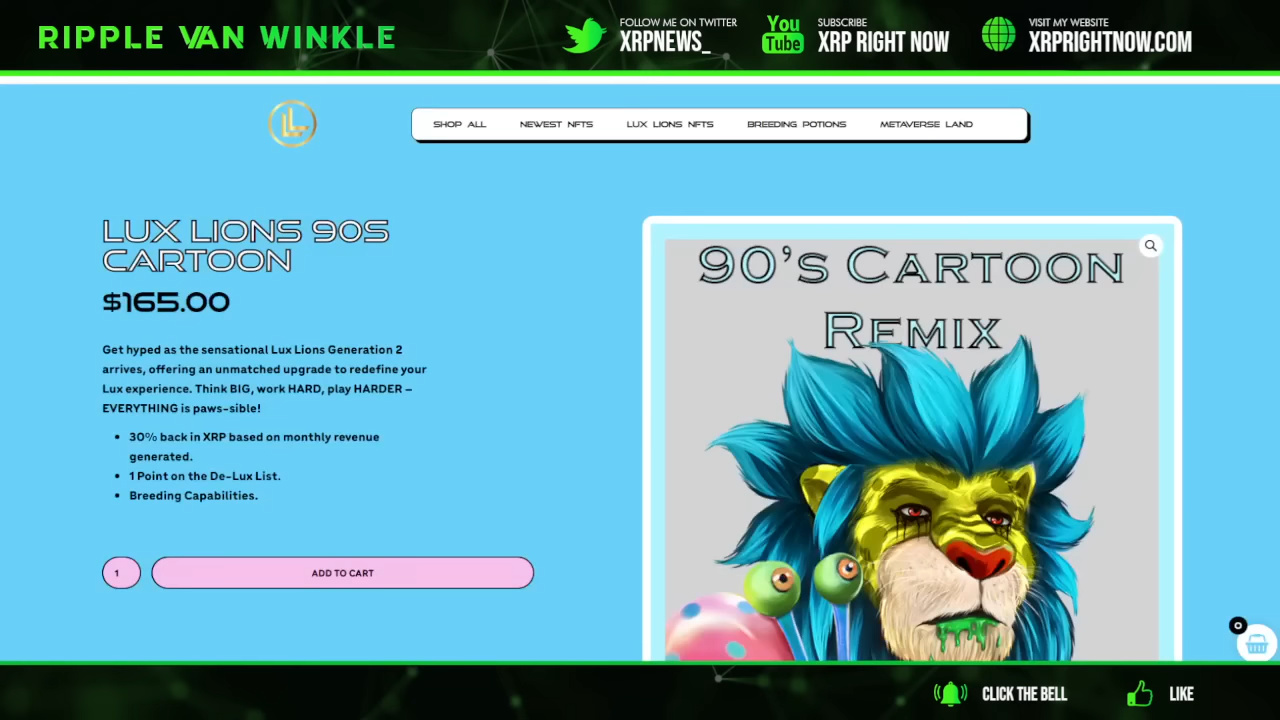 RIPPLE VAN WINKLE
FOLLOW ME ON TWITTER
XRPNEWS_
You
Tube
SUBSCRIBE
XRP RIGHT NOW
VISIT MY WEBSITE
XRPRIGHTNOW.COM
LL
SHOP ALL
NEWEST NFTS
LUX LIONS NFTS
BREEDING POTIONS
METAVERSE LAND
LUX LIONS 90S
CARTOON
$165.00
Get hyped as the sensational Lux Lions Generation 2
arrives, offering an unmatched upgrade to redefine your
Lux experience. Think BIG, work HARD, play HARDER –
EVERYTHING is paws-sible!
• 30% back in XRP based on monthly revenue
generated.
• 1 Point on the De-Lux List.
• Breeding Capabilities.
1
ADD TO CART
90's Cartoon
Remix
0
CLICK THE BELL
LIKE